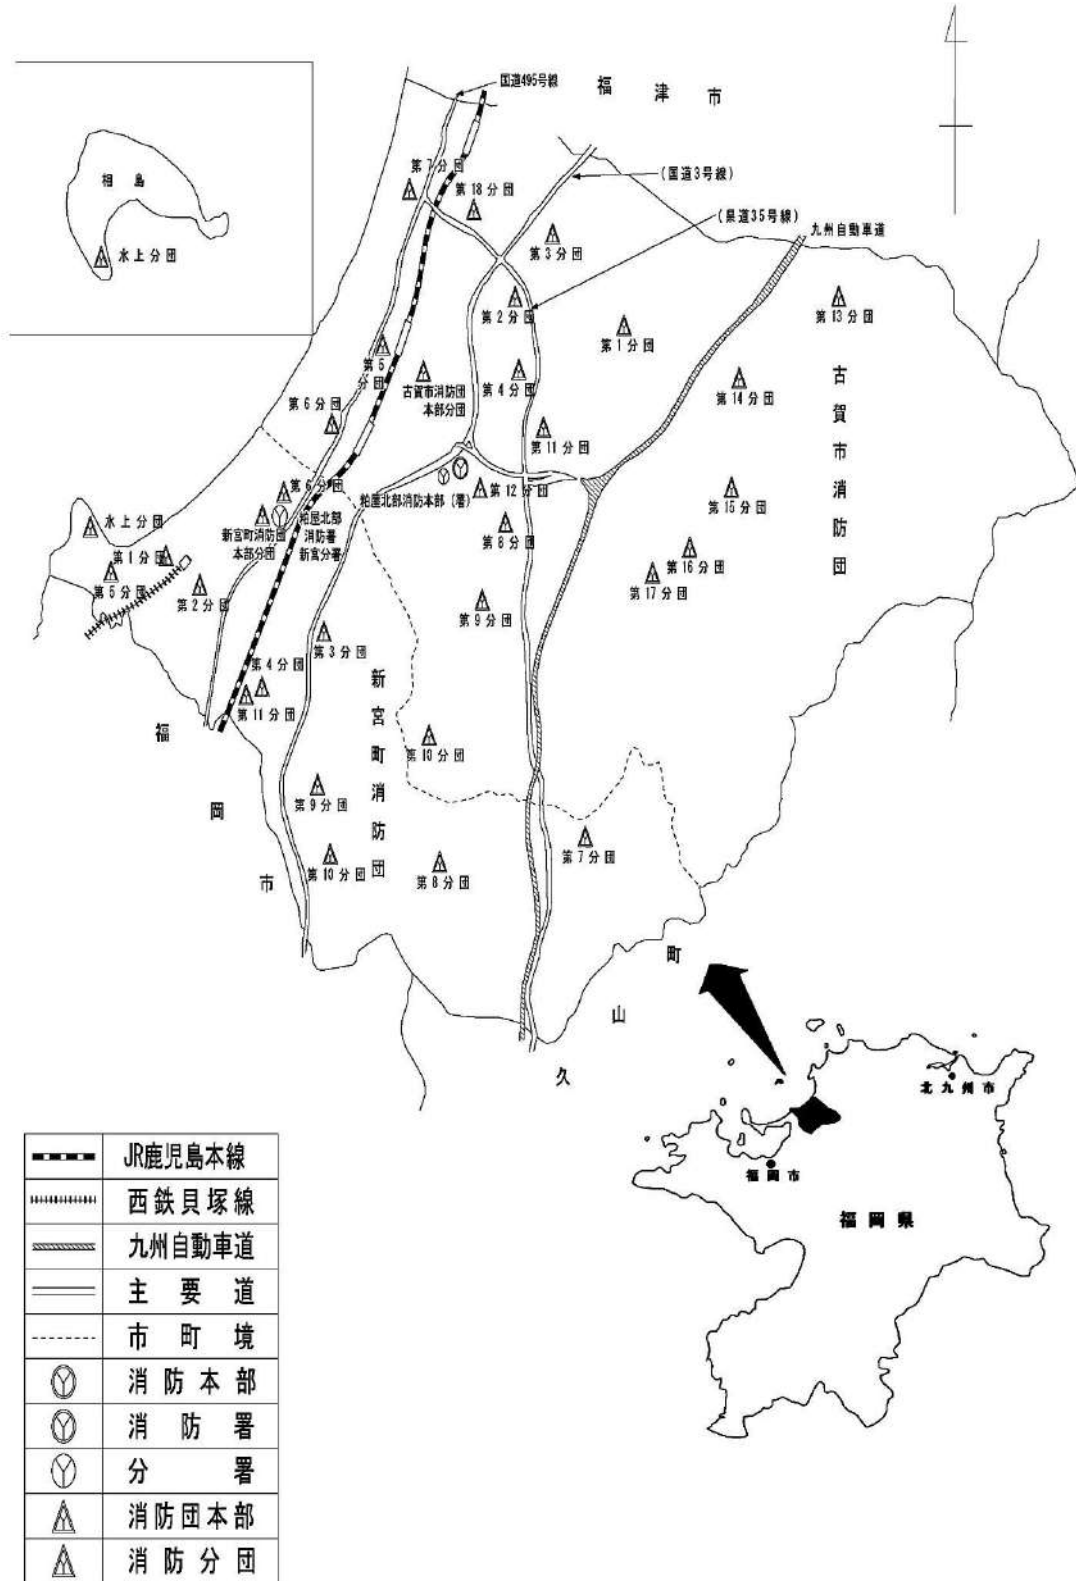 国道495号線
福津市
相島
水上分団
第7分団
第18分団
(国道3号線)
(県道35号線)
九州自動車道
第3分団
第2分団
第1分団
第13分団
第5
分団
古賀市消防団
本部分団
第4分団
第14分団
古賀市消防団
第6分団
第11分団
第6分団
粕屋北部消防本部(署)
第12分団
第15分団
水上分団
新宮町消防団
本部分団
粕屋北部
消防署
新宮分署
第8分団
第1分団
第5分団
第2分団
第16分団
第17分団
第9分団
第3分団
第4分団
第11分団
新宮町消防団
福岡市
第10分団
第9分団
第10分団
第8分団
第7分団
久山町
北九州市
福岡市
福岡県
JR鹿児島本線
西鉄貝塚線
九州自動車道
主要道
市町境
消防本部
消防署
分署
消防団本部
消防分団